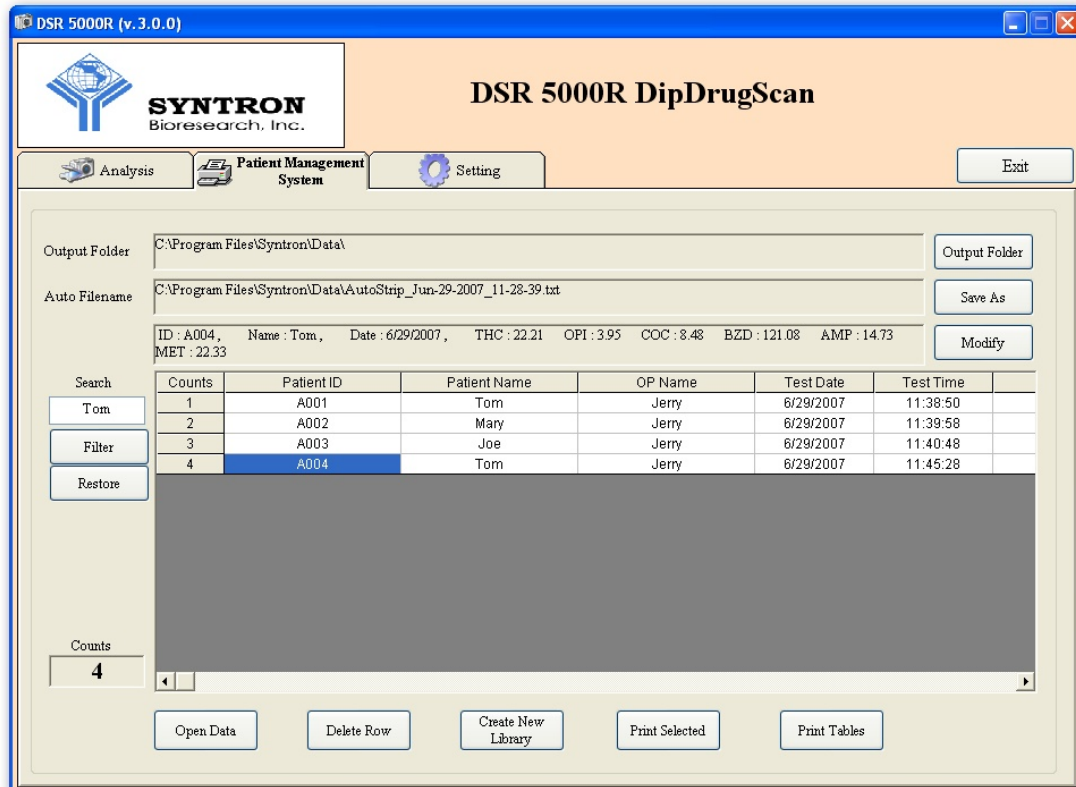 DSR 5000R (v.3.0.0)
SYNTRON
Bioresearch, Inc.
DSR 5000R DipDrugScan
Analysis
Patient Management
System
Setting
Exit
Output Folder
C:\Program Files\Syntron\Data\
Output Folder
Auto Filename
C:\Program Files\Syntron\Data\AutoStrip_Jun-29-2007_11-28-39.txt
Save As
ID : A004 , Name : Tom , Date : 6/29/2007 , THC : 22.21 OPI : 3.95 COC : 8.48 BZD : 121.08 AMP : 14.73
MET : 22.33
Modify
Search
Tom
Filter
Restore
Counts Patient ID Patient Name OP Name Test Date Test Time
1 A001 Tom Jerry 6/29/2007 11:38:50
2 A002 Mary Jerry 6/29/2007 11:39:58
3 A003 Joe Jerry 6/29/2007 11:40:48
4 A004 Tom Jerry 6/29/2007 11:45:28
Counts
4
Open Data
Delete Row
Create New
Library
Print Selected
Print Tables